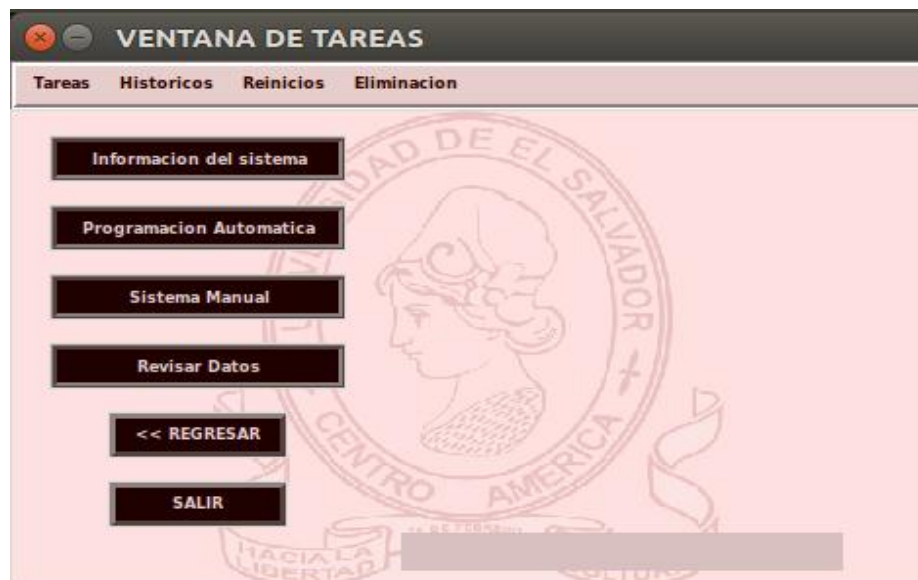 VENTANA DE TAREAS
Tareas Historicos Reinicios Eliminacion
Informacion del sistema
Programacion Automatica
Sistema Manual
Revisar Datos
<< REGRESAR
SALIR
DAD DE EL SALVADOR
CENTRO AMERICA
HACIA LA
LIBERTAD